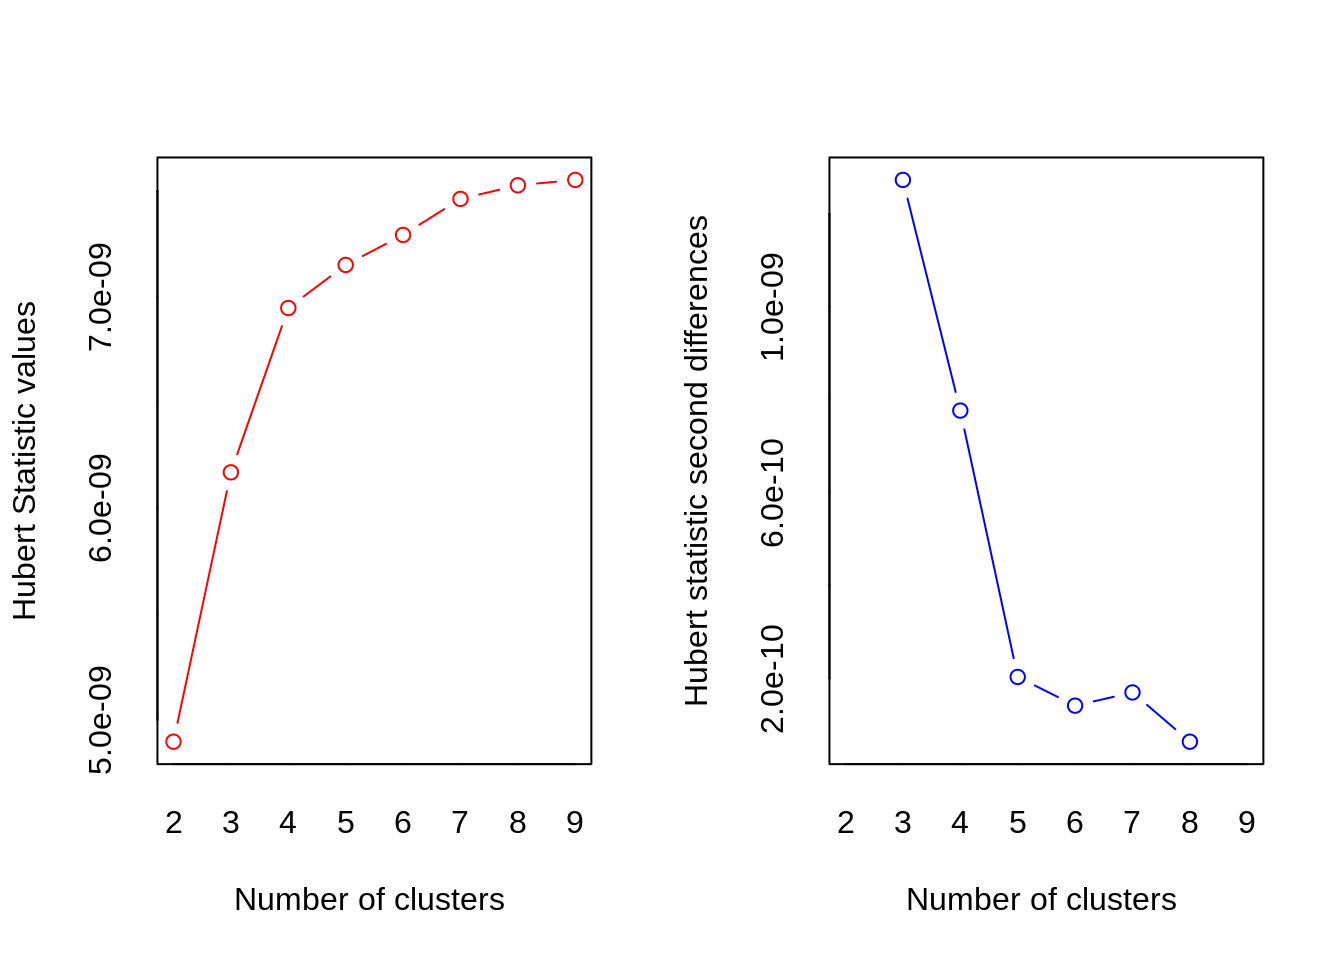 Hubert Statistic values
7.0e-09
6.0e-09
5.0e-09
2 3 4 5 6 7 8 9
Number of clusters
Hubert statistic second differences
1.0e-09
6.0e-10
2.0e-10
2 3 4 5 6 7 8 9
Number of clusters